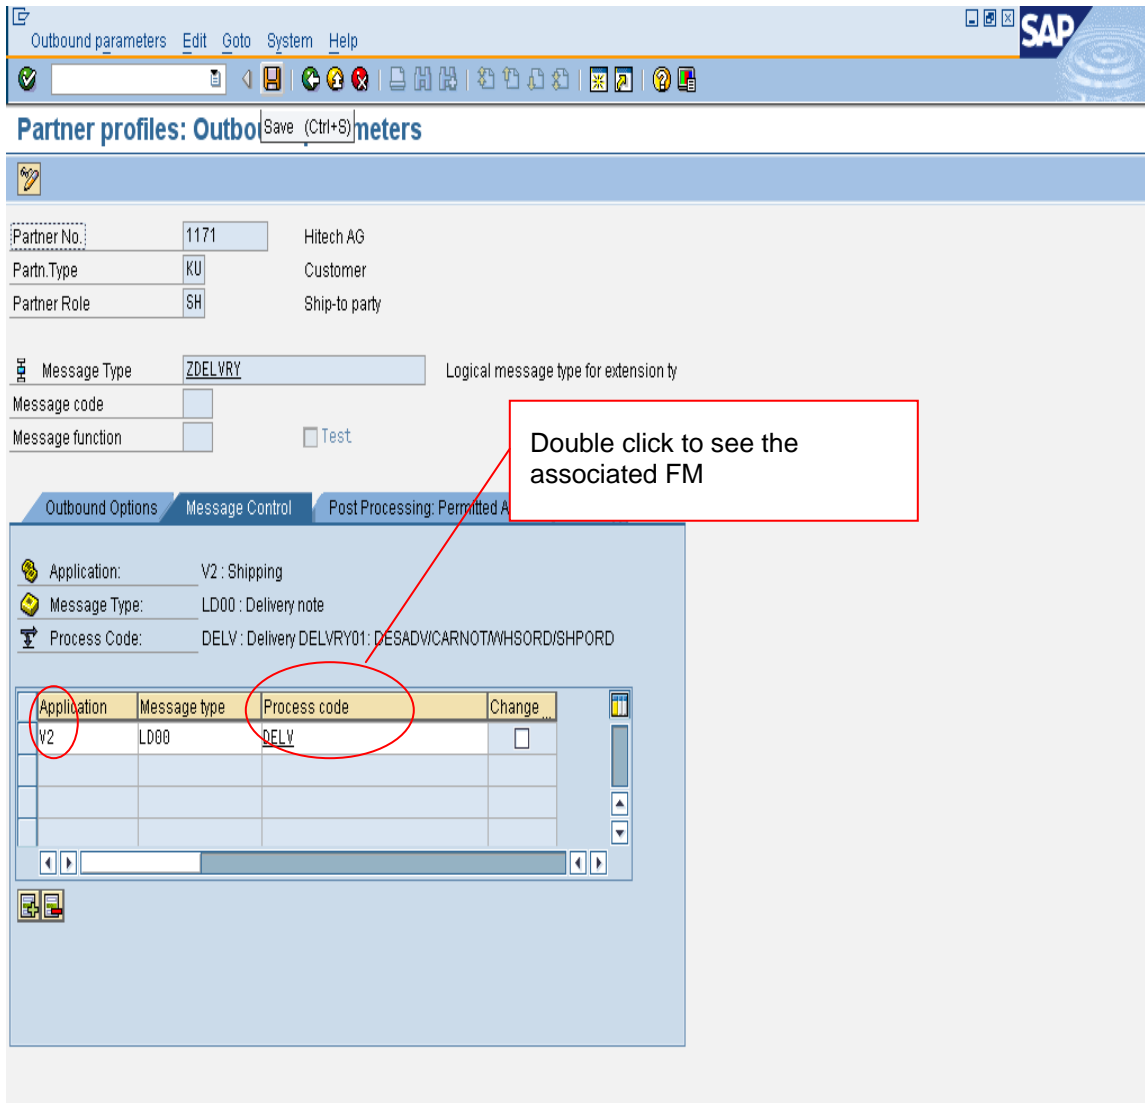 Outbound parameters Edit Goto System Help
SAP
Save (Ctrl+S)
Partner profiles: Outbo meters
Partner No. 1171 Hitech AG
Partn.Type KU Customer
Partner Role SH Ship-to party
Message Type ZDELVRY Logical message type for extension ty
Message code
Message function Test
Double click to see the
associated FM
Outbound Options Message Control Post Processing: Permitted A
Application: V2 : Shipping
Message Type: LD00 : Delivery note
Process Code: DELV : Delivery DELVRY01: DESADV/CARNOT/WHSORD/SHPORD
Application Message type Process code Change ...
V2 LD00 DELV